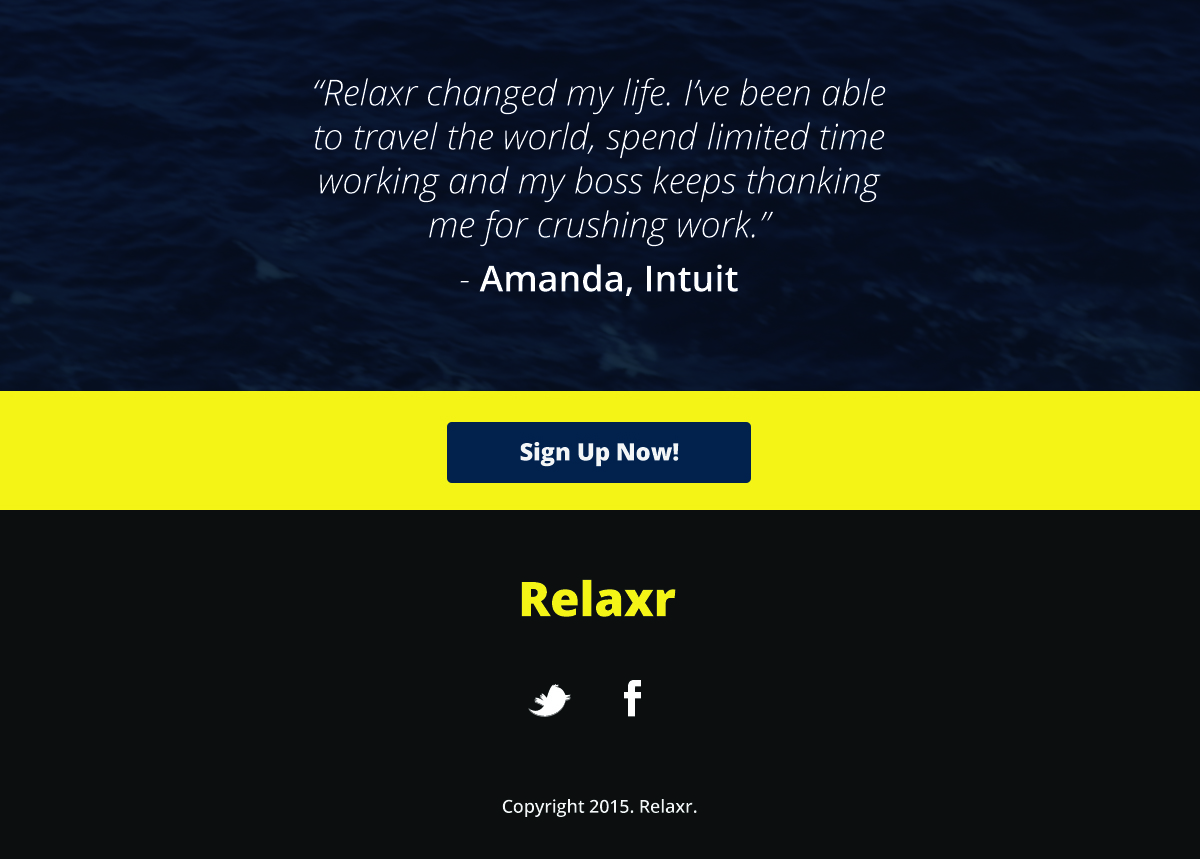 “Relaxr changed my life. I’ve been able
to travel the world, spend limited time
working and my boss keeps thanking
me for crushing work.”
- Amanda, Intuit
Sign Up Now!
Relaxr
Copyright 2015. Relaxr.